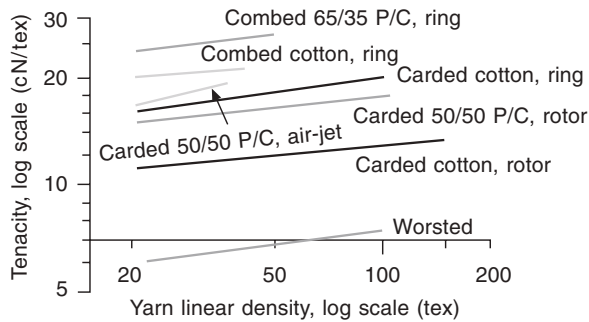 30
Combed 65/35 P/C, ring
Combed cotton, ring
20
Carded cotton, ring
Carded 50/50 P/C, rotor
Carded 50/50 P/C, air-jet
Carded cotton, rotor
10
Worsted
20
50
100
200
5
Yarn linear density, log scale (tex)
Tenacity, log scale (cN/tex)